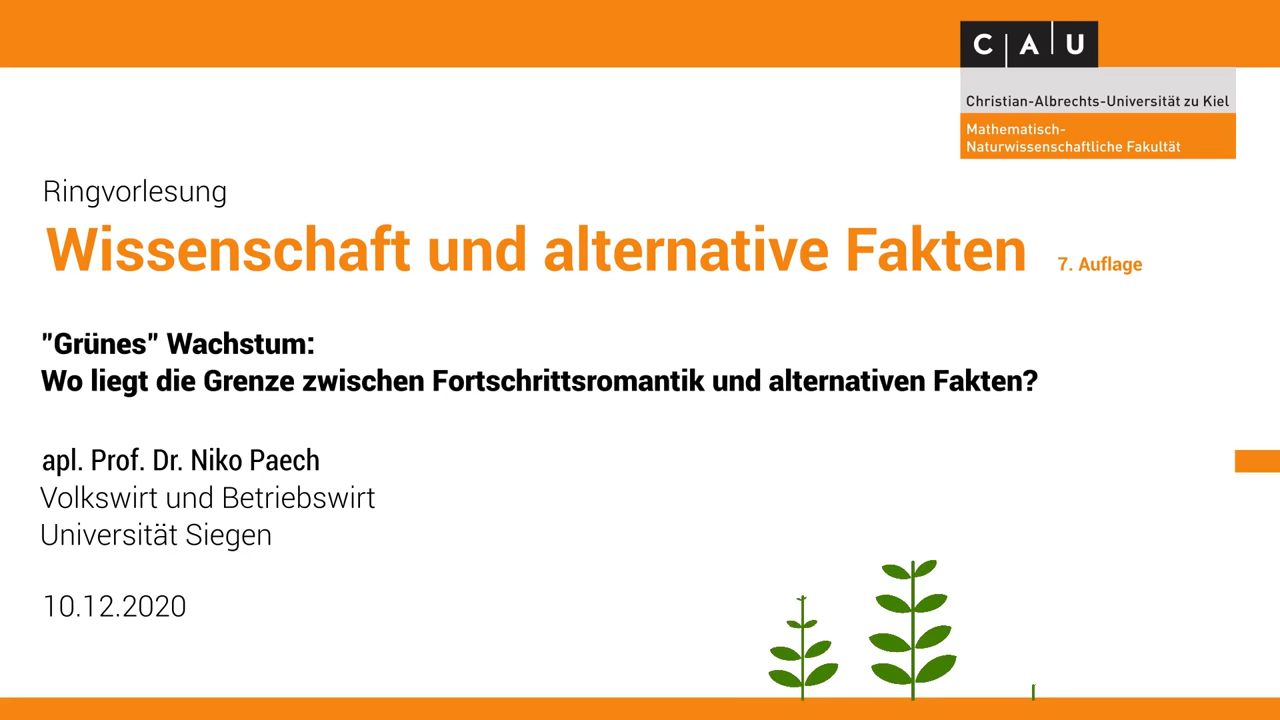 C A U
Christian-Albrechts-Universität zu Kiel
Mathematisch-
Naturwissenschaftliche Fakultät
Ringvorlesung
Wissenschaft und alternative Fakten 7. Auflage
"Grünes" Wachstum:
Wo liegt die Grenze zwischen Fortschrittsromantik und alternativen Fakten?
apl. Prof. Dr. Niko Paech
Volkswirt und Betriebswirt
Universität Siegen
10.12.2020